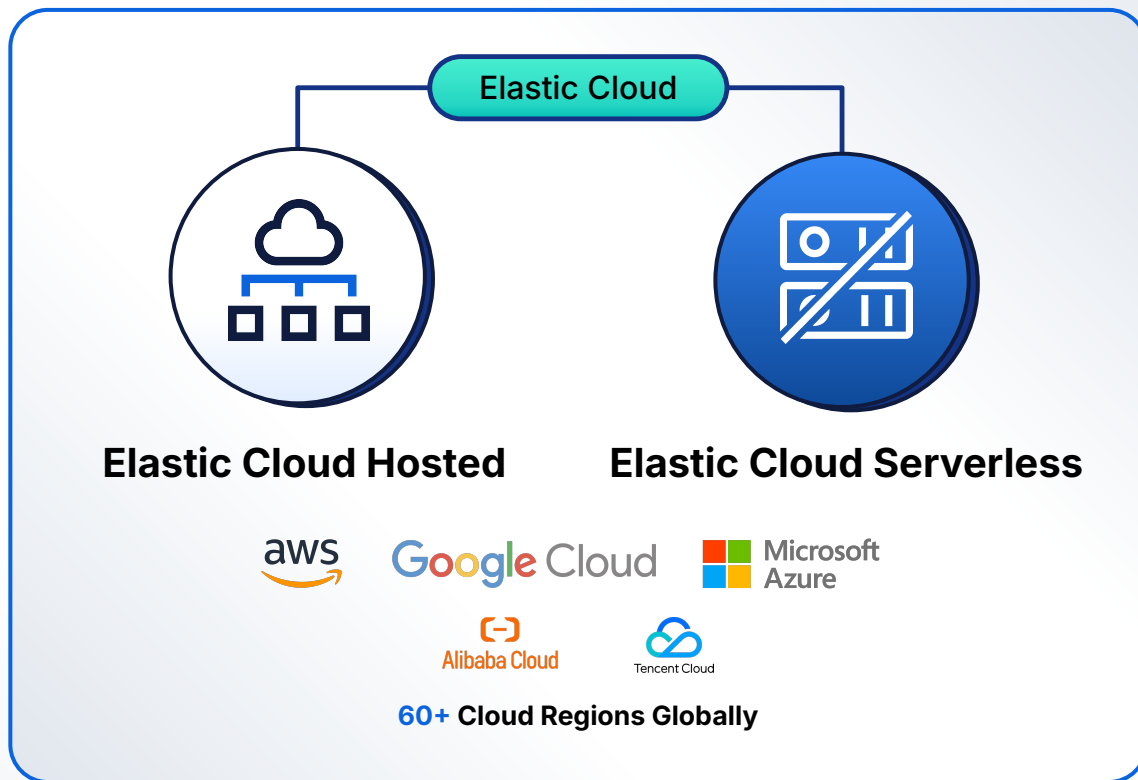 Elastic Cloud
Elastic Cloud Hosted
Elastic Cloud Serverless
aws
Google Cloud
Microsoft
Azure
Alibaba Cloud
Tencent Cloud
60+ Cloud Regions Globally